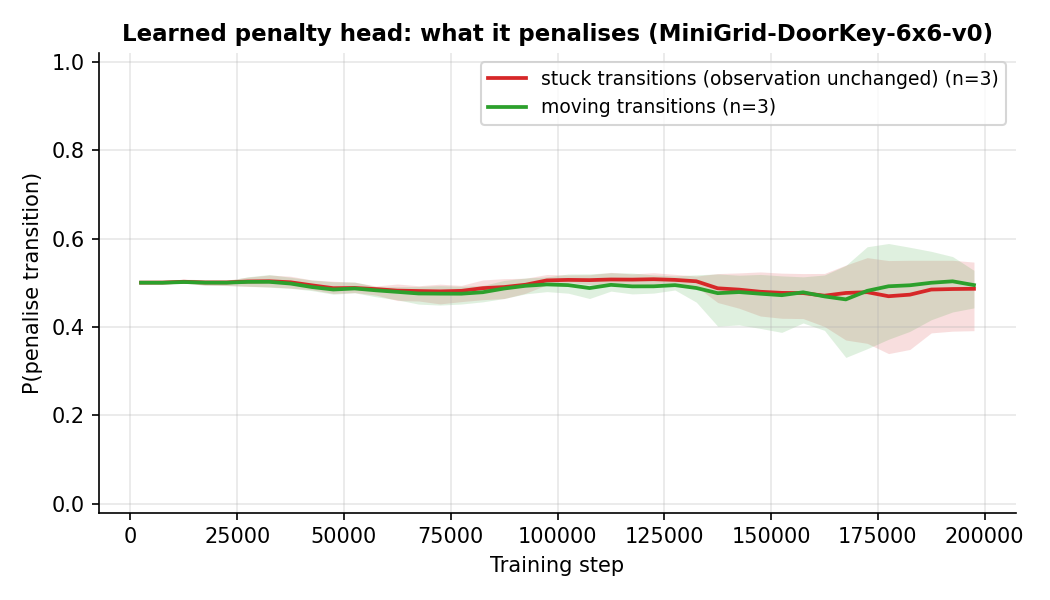 Learned penalty head: what it penalises (MiniGrid-DoorKey-6x6-v0)
stuck transitions (observation unchanged) (n=3)
moving transitions (n=3)
P(penalise transition)
1.0
0.8
0.6
0.4
0.2
0.0
0 25000 50000 75000 100000 125000 150000 175000 200000
Training step